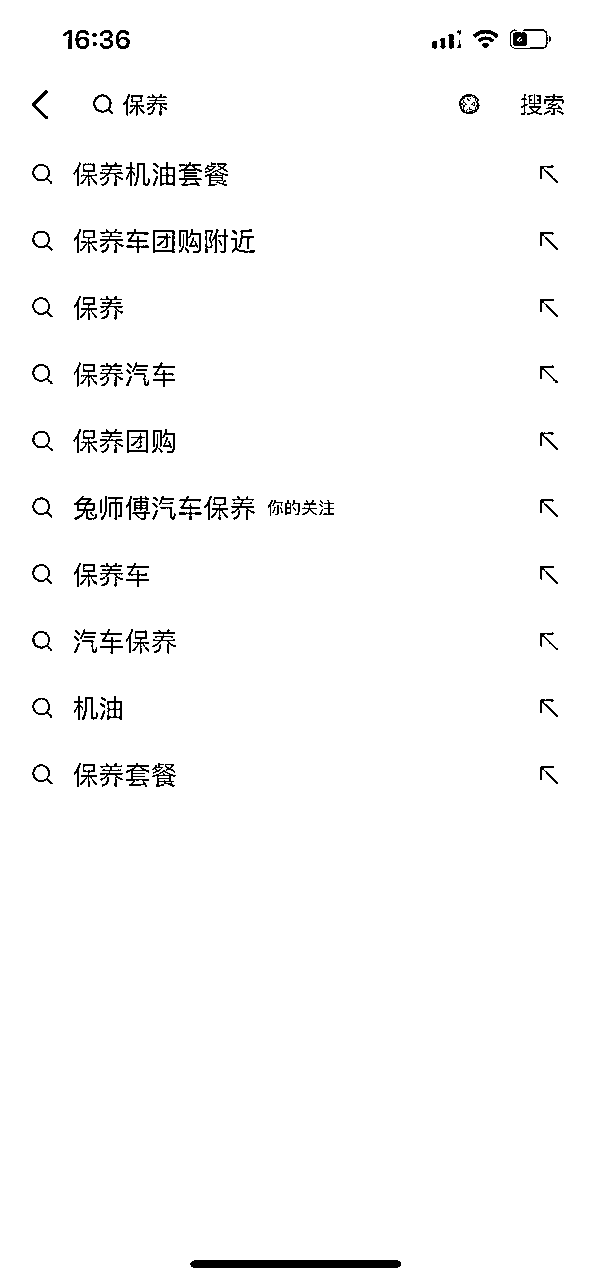 16:36
保养 搜索
保养机油套餐
保养车团购附近
保养
保养汽车
保养团购
兔师傅汽车保养 你的关注
保养车
汽车保养
机油
保养套餐